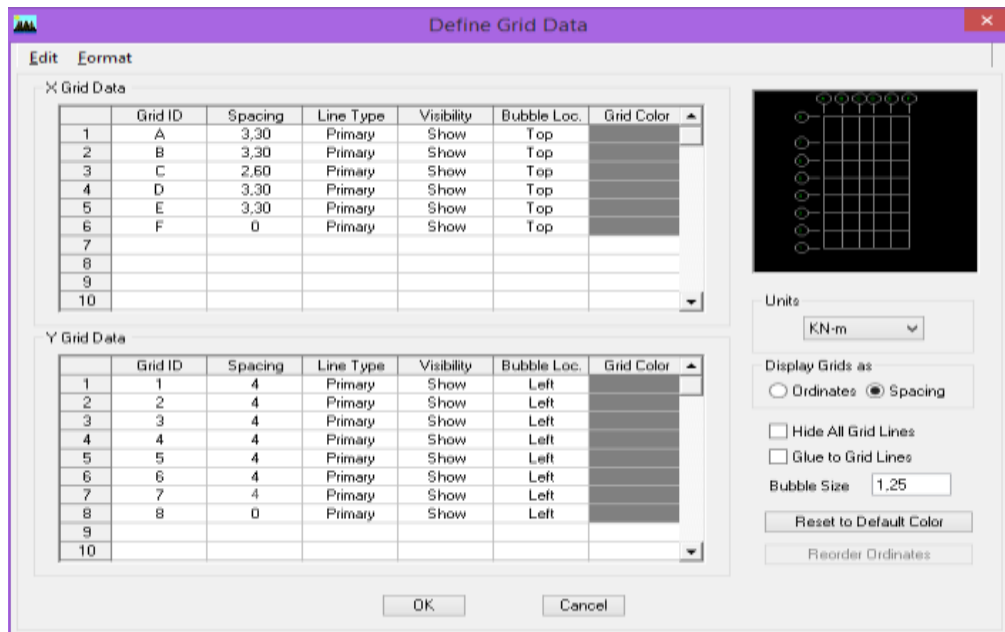 Define Grid Data
Edit Format
X Grid Data
Grid ID Spacing Line Type Visibility Bubble Loc. Grid Color
1 A 3,30 Primary Show Top
2 B 3,30 Primary Show Top
3 C 2,60 Primary Show Top
4 D 3.30 Primary Show Top
5 E 3,30 Primary Show Top
6 F 0 Primary Show Top
7
8
9
10
Y Grid Data
Grid ID Spacing Line Type Visibility Bubble Loc. Grid Color
1 1 4 Primary Show Left
2 2 4 Primary Show Left
3 3 4 Primary Show Left
4 4 4 Primary Show Left
5 5 4 Primary Show Left
6 6 4 Primary Show Left
7 7 4 Primary Show Left
8 8 0 Primary Show Left
9
10
Units
KN-m
Display Grids as
Ordinates Spacing
Hide All Grid Lines
Glue to Grid Lines
Bubble Size 1,25
Reset to Default Color
Reorder Ordinates
OK Cancel